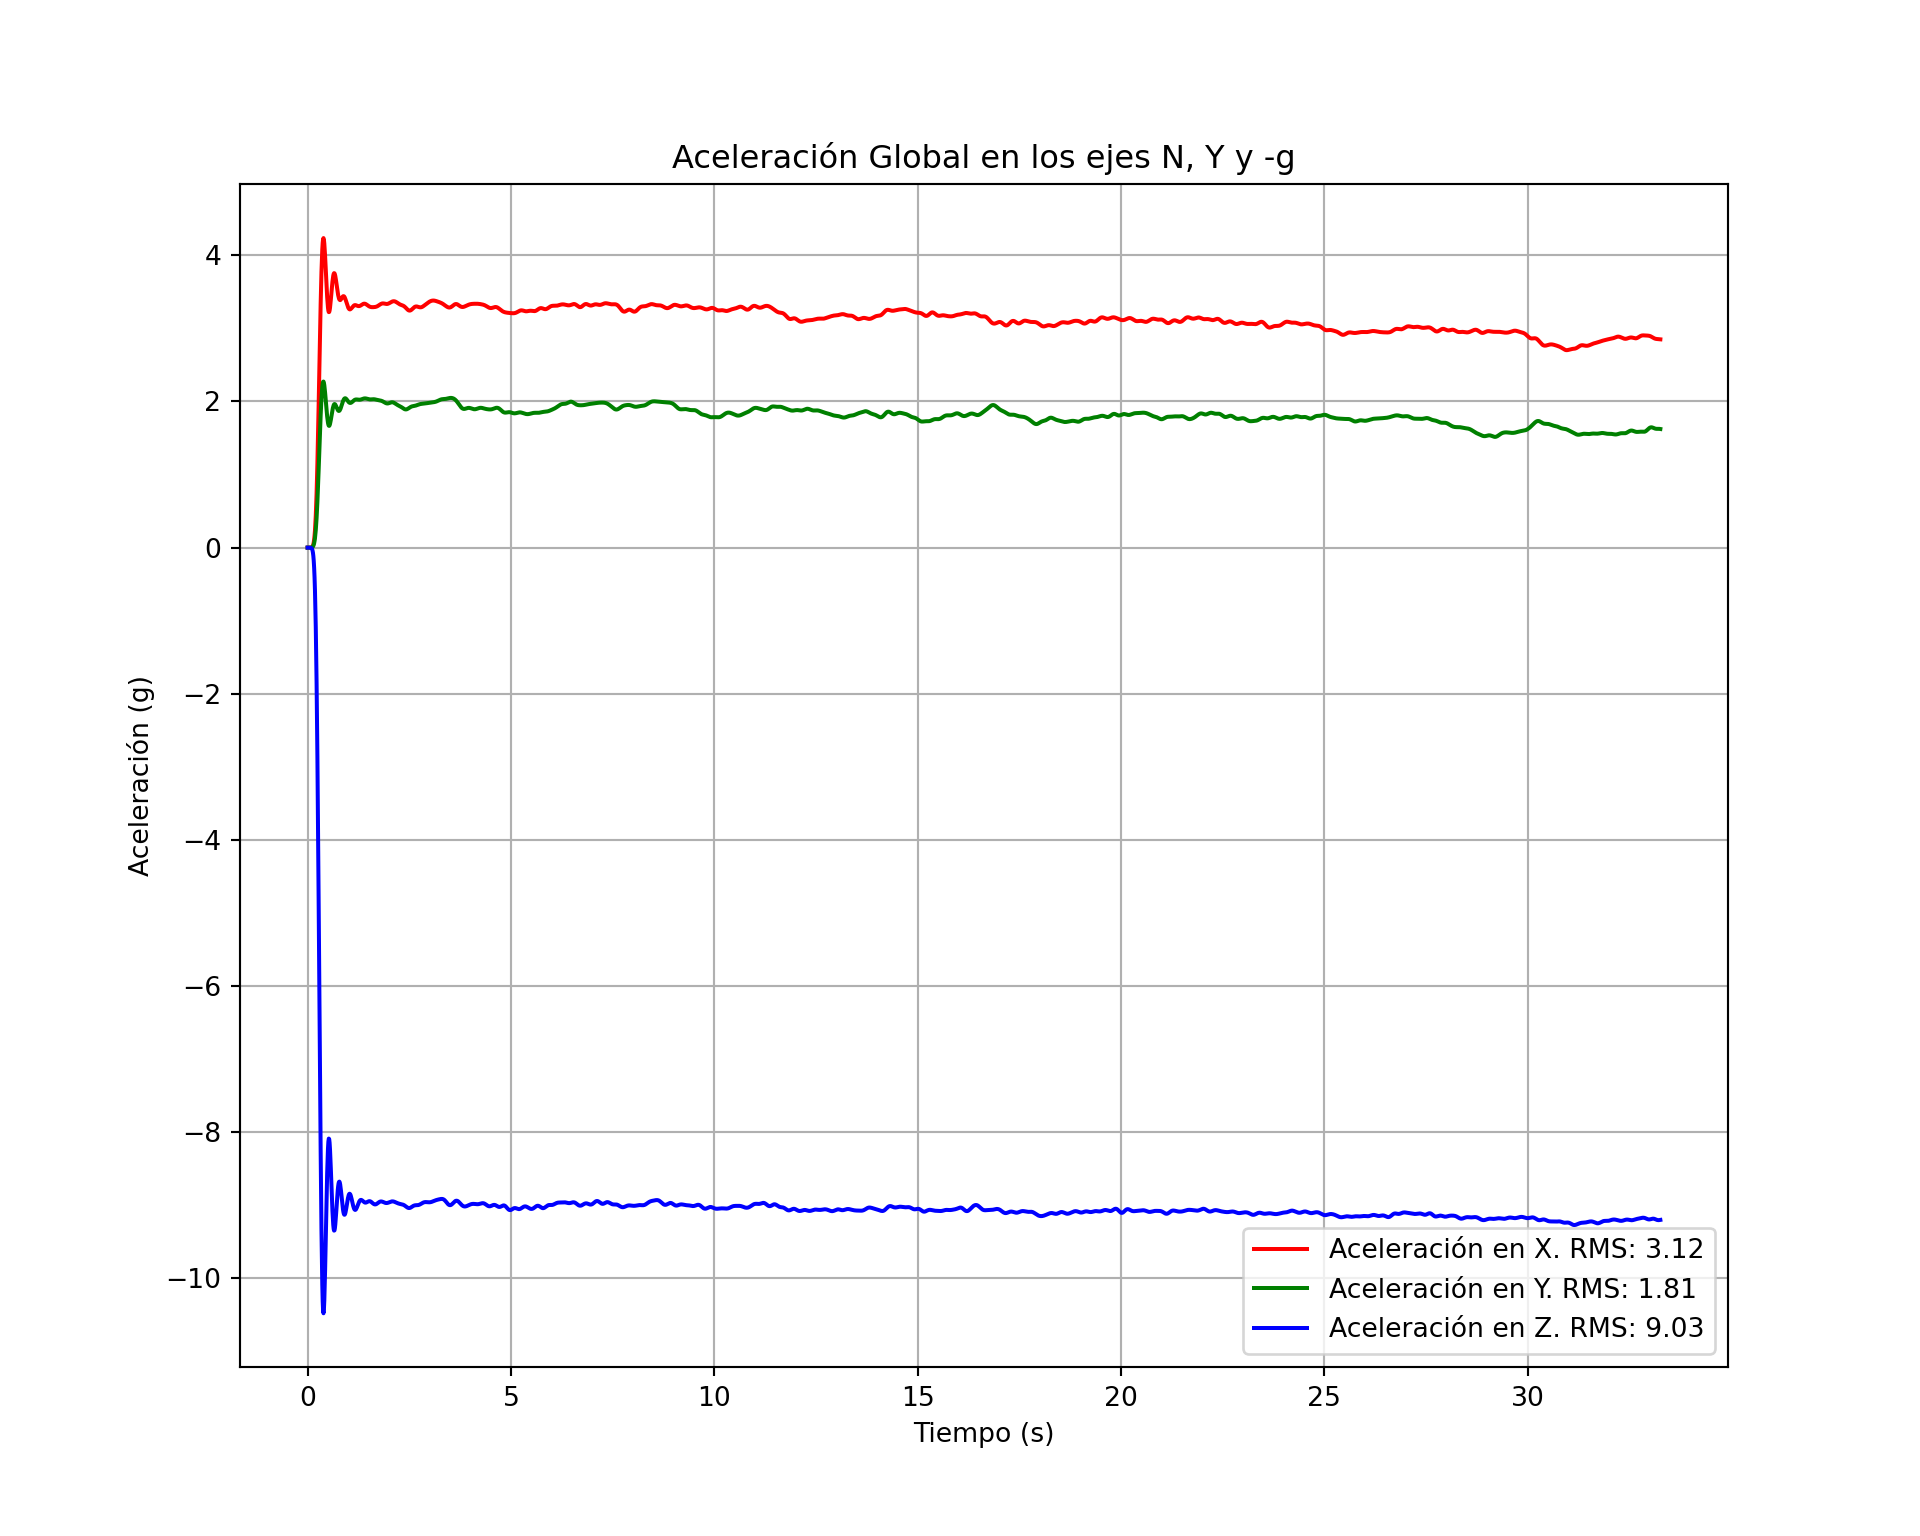 Aceleración Global en los ejes N, Y y -g
4
2
0
−2
−4
−6
−8
−10
Aceleración (g)
Aceleración en X. RMS: 3.12
Aceleración en Y. RMS: 1.81
Aceleración en Z. RMS: 9.03
0 5 10 15 20 25 30
Tiempo (s)